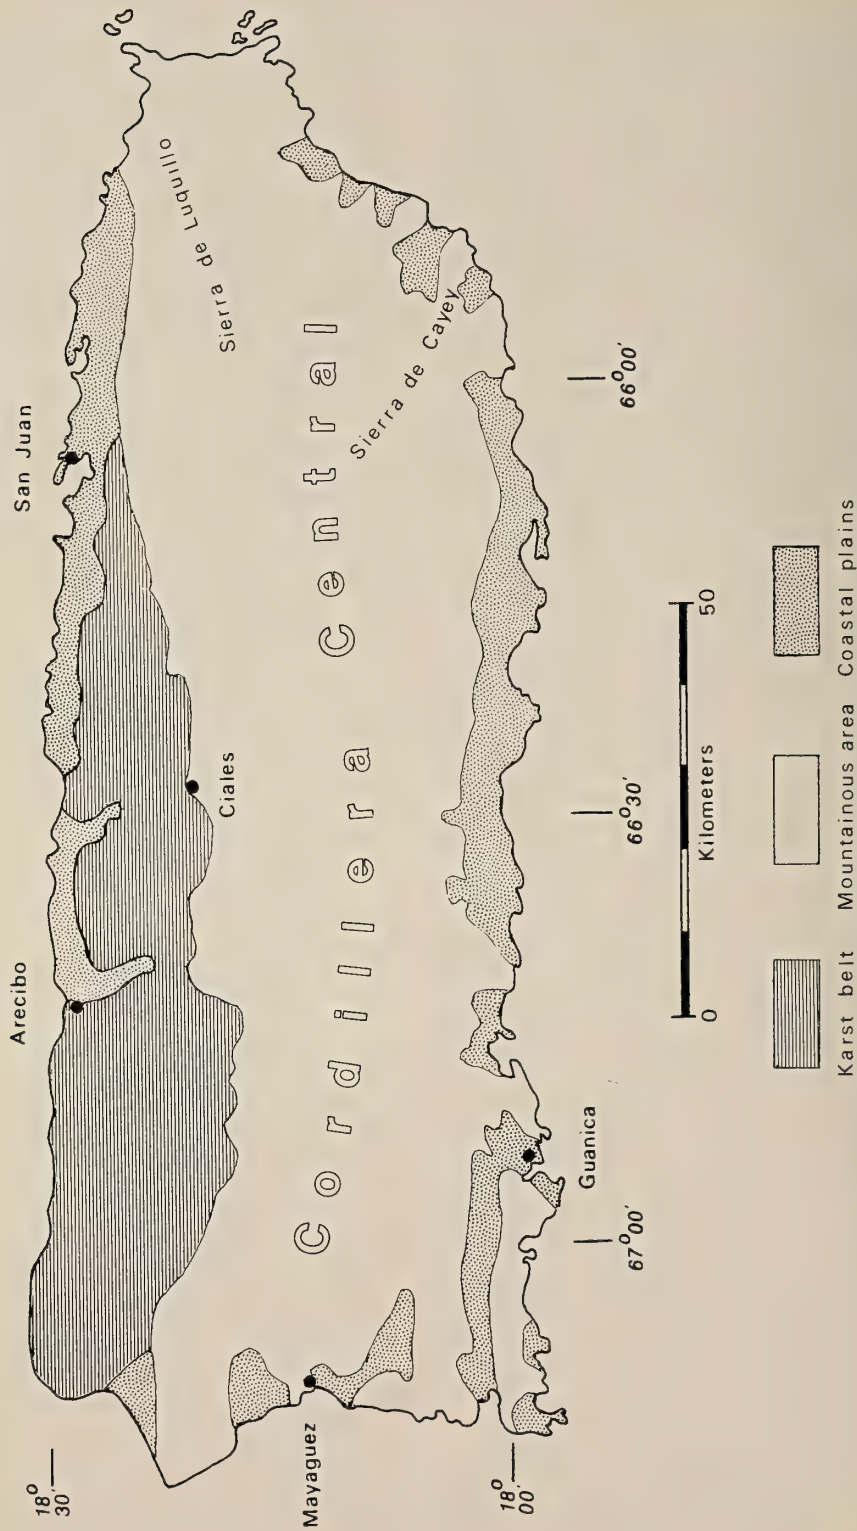 San Juan
Arecibo
Sierra de Luquillo
Ciales
Cordillera Central
Sierra de Cayey
Mayaguez
Guanica
18°
30'
18°
00'
67°00'
66°30'
66°00'
0
50
Kilometers
Karst belt
Mountainous area
Coastal plains